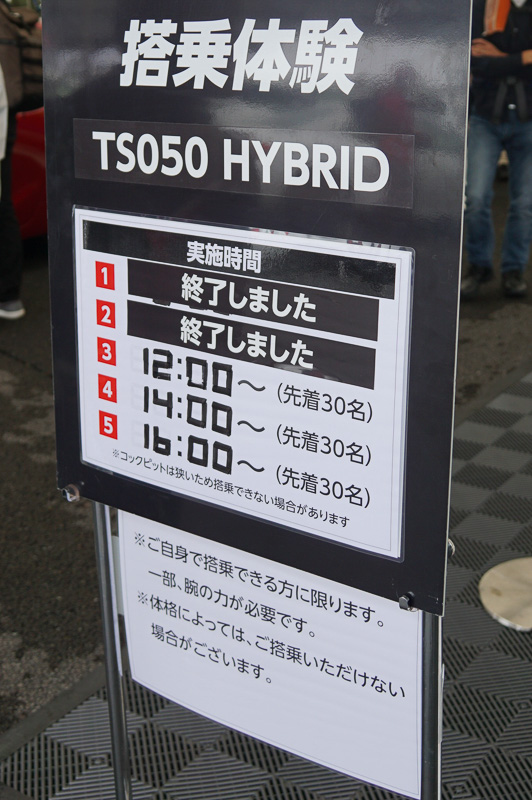 搭乗体験
TS050 HYBRID
実施時間
1 終了しました
2 終了しました
3 12:00～（先着30名）
4 14:00～（先着30名）
5 16:00～（先着30名）
※コックピットは狭いため搭乗できない場合があります
※ご自身で搭乗できる方に限ります。
一部、腕の力が必要です。
※体格によっては、ご搭乗いただけない
場合がございます。